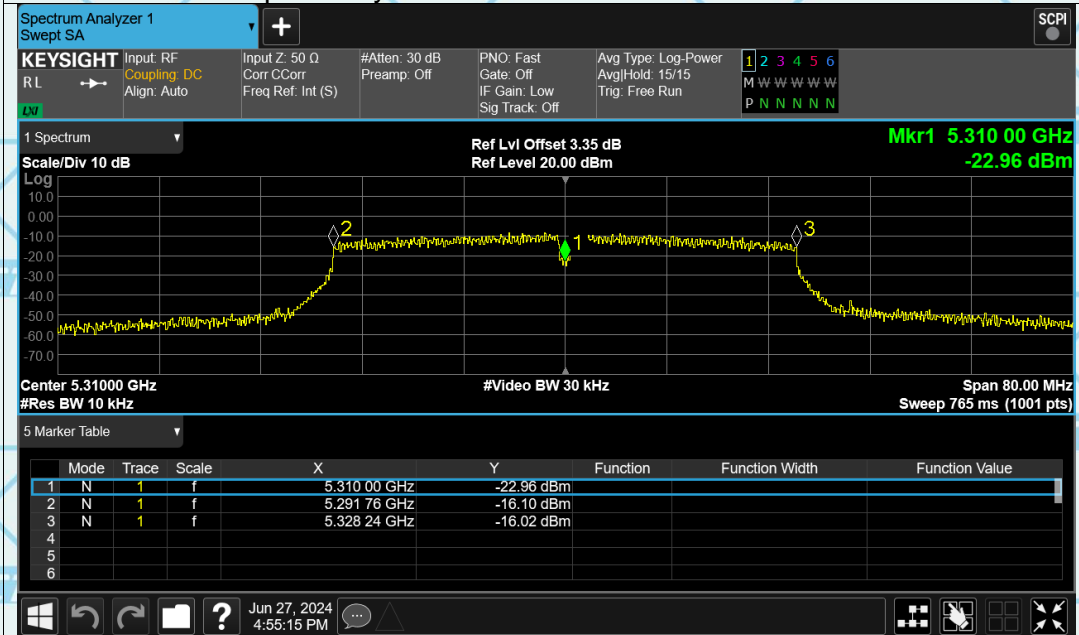 Spectrum Analyzer 1
Swept SA
+
SCPI
KEYSIGHT Input: RF Input Z: 50 Ω #Atten: 30 dB PNO: Fast Avg Type: Log-Power 1 2 3 4 5 6
RL Coupling: DC Corr CCorr Preamp: Off Gate: Off Avg|Hold: 15/15 M W W W W W
Align: Auto Freq Ref: Int (S) IF Gain: Low Trig: Free Run
LXI Sig Track: Off P N N N N N
1 Spectrum Ref Lvl Offset 3.35 dB Mkr1 5.310 00 GHz
Scale/Div 10 dB Ref Level 20.00 dBm -22.96 dBm
Log
10.0
0.00
-10.0
-20.0
-30.0
-40.0
-50.0
-60.0
-70.0
2
1
3
Center 5.31000 GHz #Video BW 30 kHz Span 80.00 MHz
#Res BW 10 kHz Sweep 765 ms (1001 pts)
5 Marker Table
Mode Trace Scale X Y Function Function Width Function Value
1 N 1 f 5.310 00 GHz -22.96 dBm
2 N 1 f 5.291 76 GHz -16.10 dBm
3 N 1 f 5.328 24 GHz -16.02 dBm
4
5
6
? Jun 27, 2024
4:55:15 PM